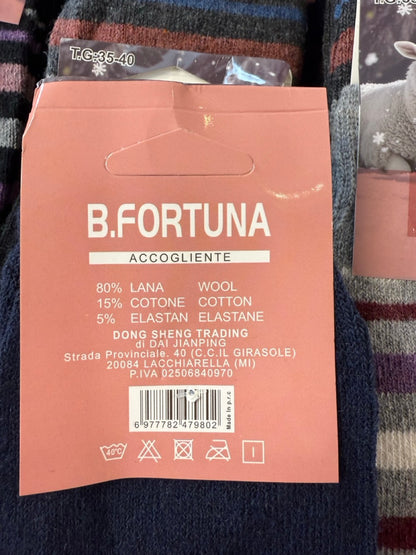 T.G:35-40
B.FORTUNA
ACCOGLIENTE
80% LANA WOOL
15% COTONE COTTON
5% ELASTAN ELASTANE
DONG SHENG TRADING
di DAI JIANPING
Strada Provinciale. 40 (C.C.IL GIRASOLE)
20084 LACCHIARELLA (MI)
P.IVA 02506840970
Made In p.r.c
6 977782 479802
40°C